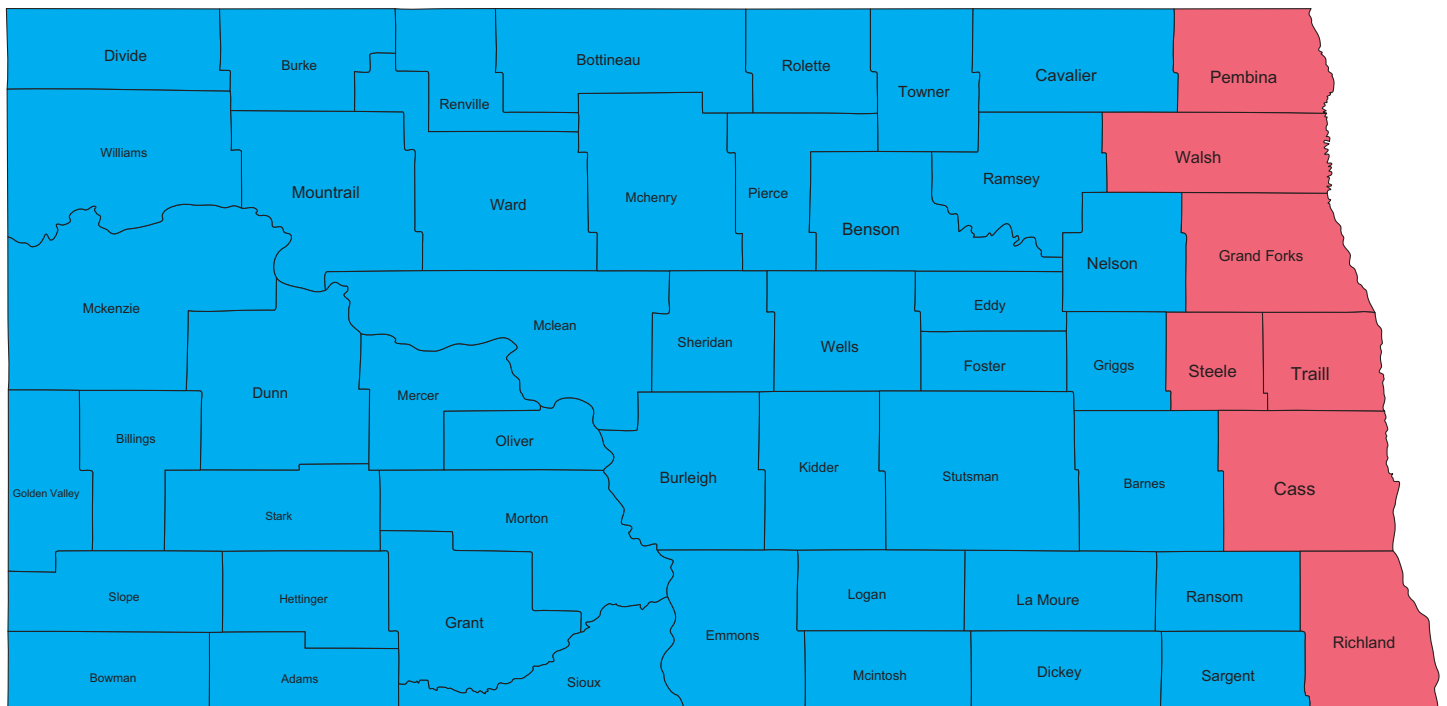 Divide
Burke
Renville
Bottineau
Rolette
Towner
Cavalier
Pembina
Williams
Mountrail
Ward
Mchenry
Pierce
Benson
Ramsey
Walsh
Nelson
Grand Forks
Mckenzie
Dunn
Mclean
Mercer
Oliver
Sheridan
Wells
Eddy
Foster
Griggs
Steele
Traill
Golden Valley
Billings
Stark
Morton
Burleigh
Kidder
Stutsman
Barnes
Cass
Slope
Hettinger
Grant
Emmons
Logan
La Moure
Ransom
Richland
Bowman
Adams
Sioux
Mcintosh
Dickey
Sargent